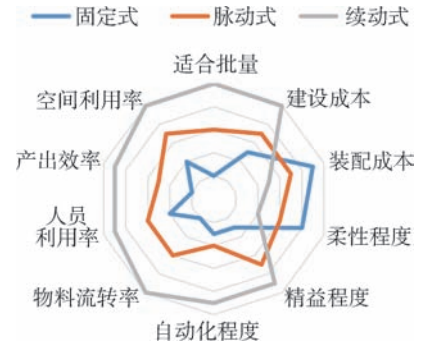 固定式 脉动式 续动式
适合批量
空间利用率 建设成本
产出效率 装配成本
人员
利用率 柔性程度
物料流转率 精益程度
自动化程度